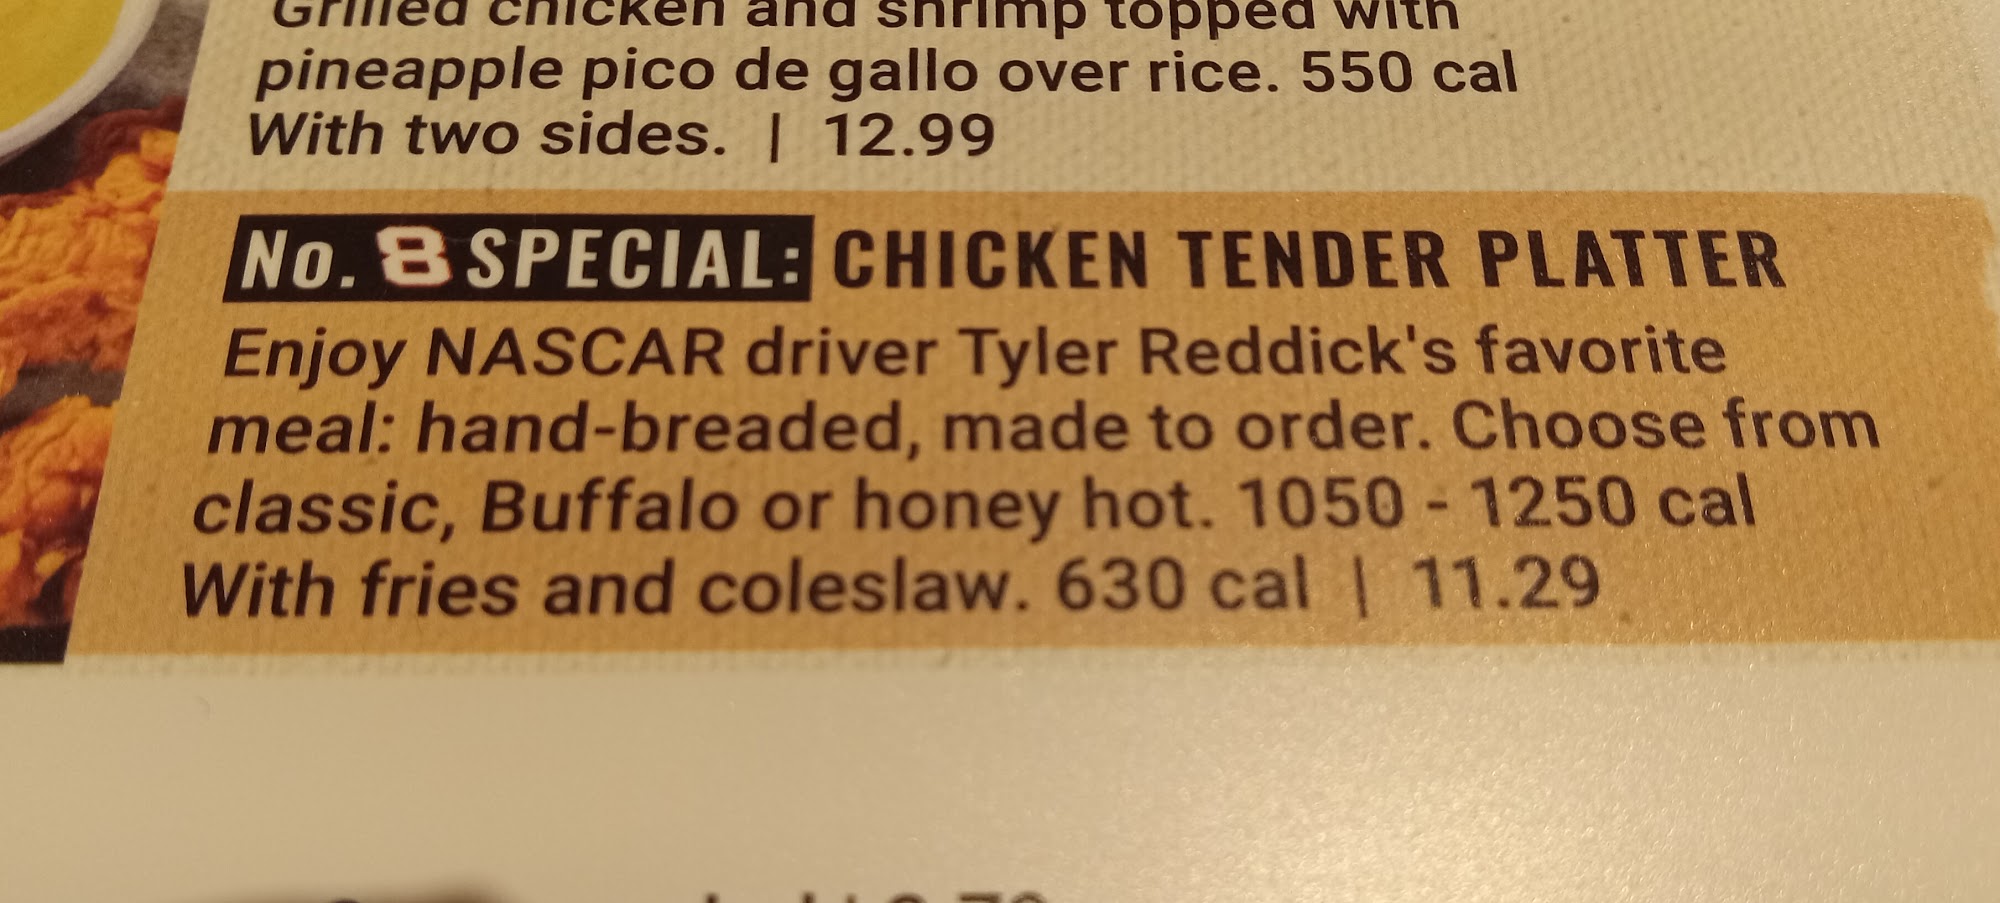 Grilled chicken and shrimp topped with
pineapple pico de gallo over rice. 550 cal
With two sides. | 12.99
No. 8 SPECIAL: CHICKEN TENDER PLATTER
Enjoy NASCAR driver Tyler Reddick's favorite
meal: hand-breaded, made to order. Choose from
classic, Buffalo or honey hot. 1050 - 1250 cal
With fries and coleslaw. 630 cal | 11.29